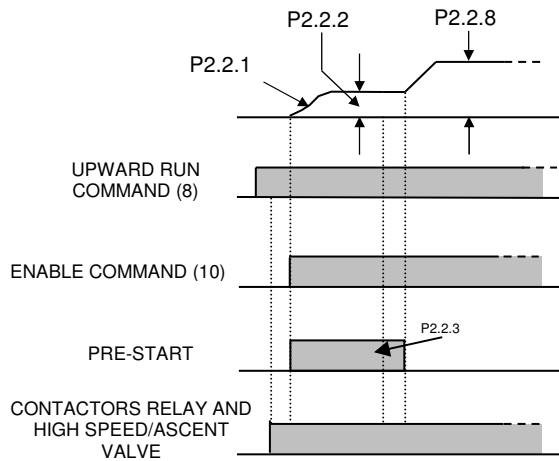 P2.2.2
P2.2.8
P2.2.1
UPWARD RUN
COMMAND (8)
ENABLE COMMAND (10)
P2.2.3
PRE-START
CONTACTORS RELAY AND
HIGH SPEED/ASCENT
VALVE